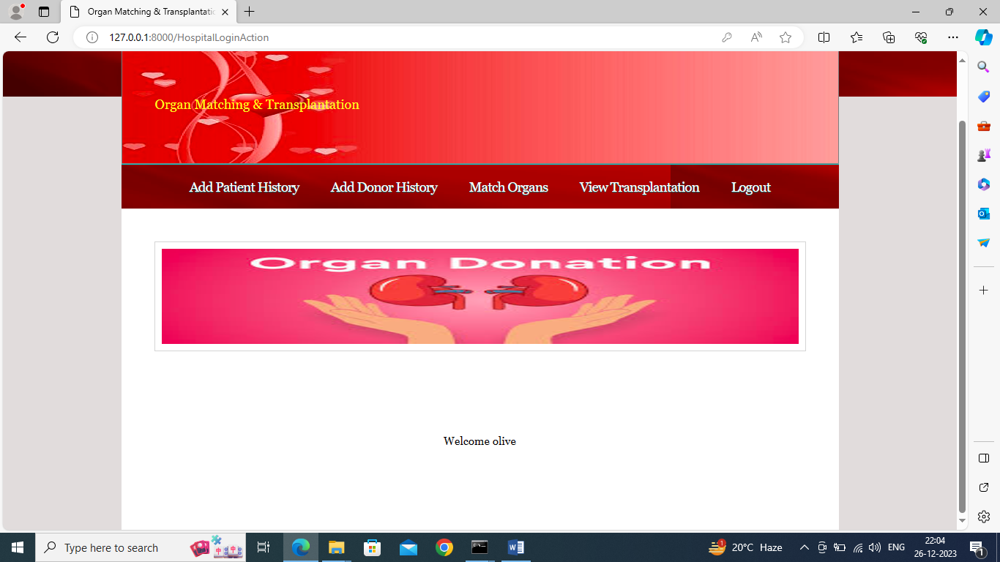 Organ Matching & Transplantatic
127.0.0.1:8000/HospitalLoginAction
Organ Matching & Transplantation
Add Patient History Add Donor History Match Organs View Transplantation Logout
Organ Donation
Welcome olive
Type here to search
1
20°C Haze
ENG
22:04
26-12-2023
1